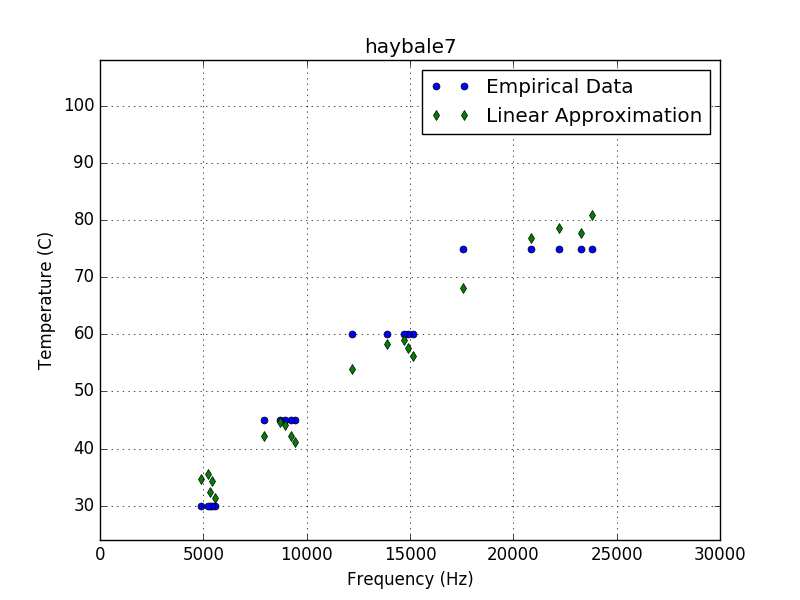 haybale7
Empirical Data
Linear Approximation
100
90
80
70
60
50
40
30
Temperature (C)
0 5000 10000 15000 20000 25000 30000
Frequency (Hz)